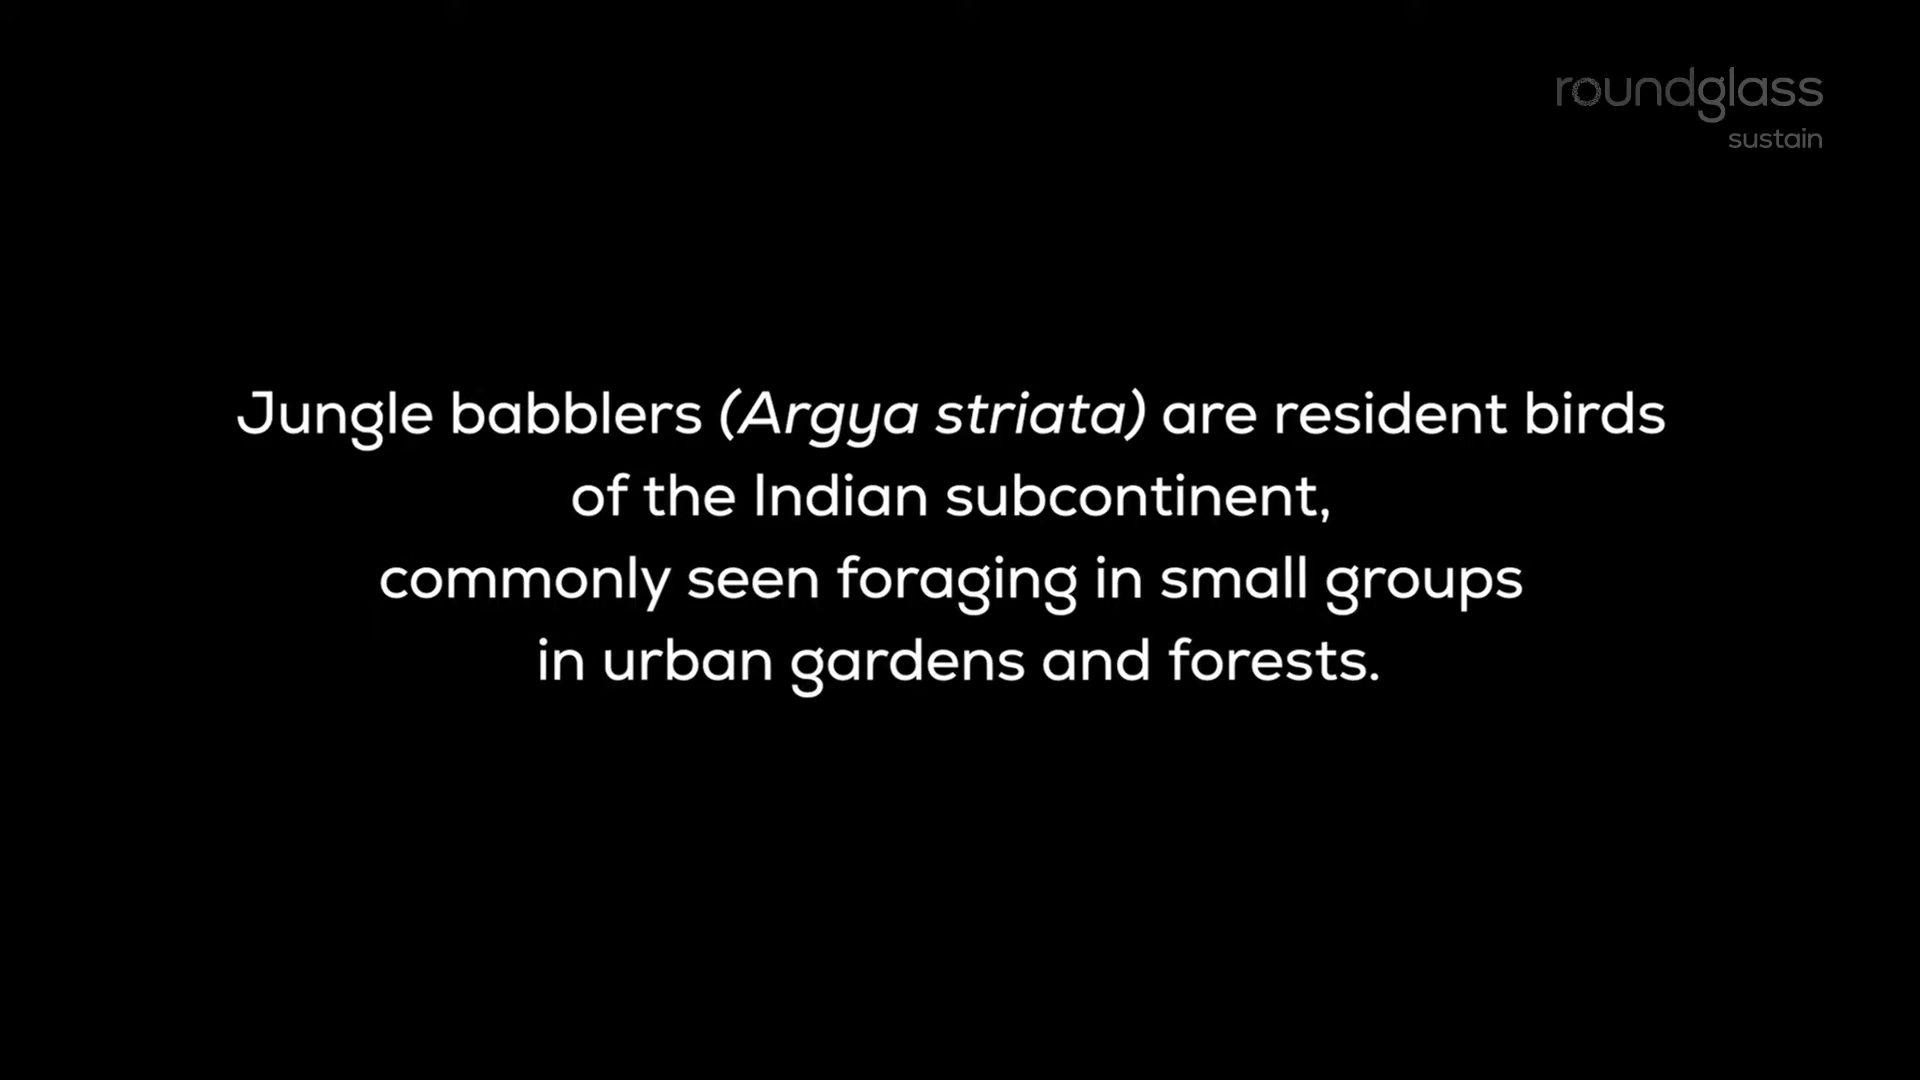 roundglass
sustain
Jungle babblers (Argya striata) are resident birds
of the Indian subcontinent,
commonly seen foraging in small groups
in urban gardens and forests.